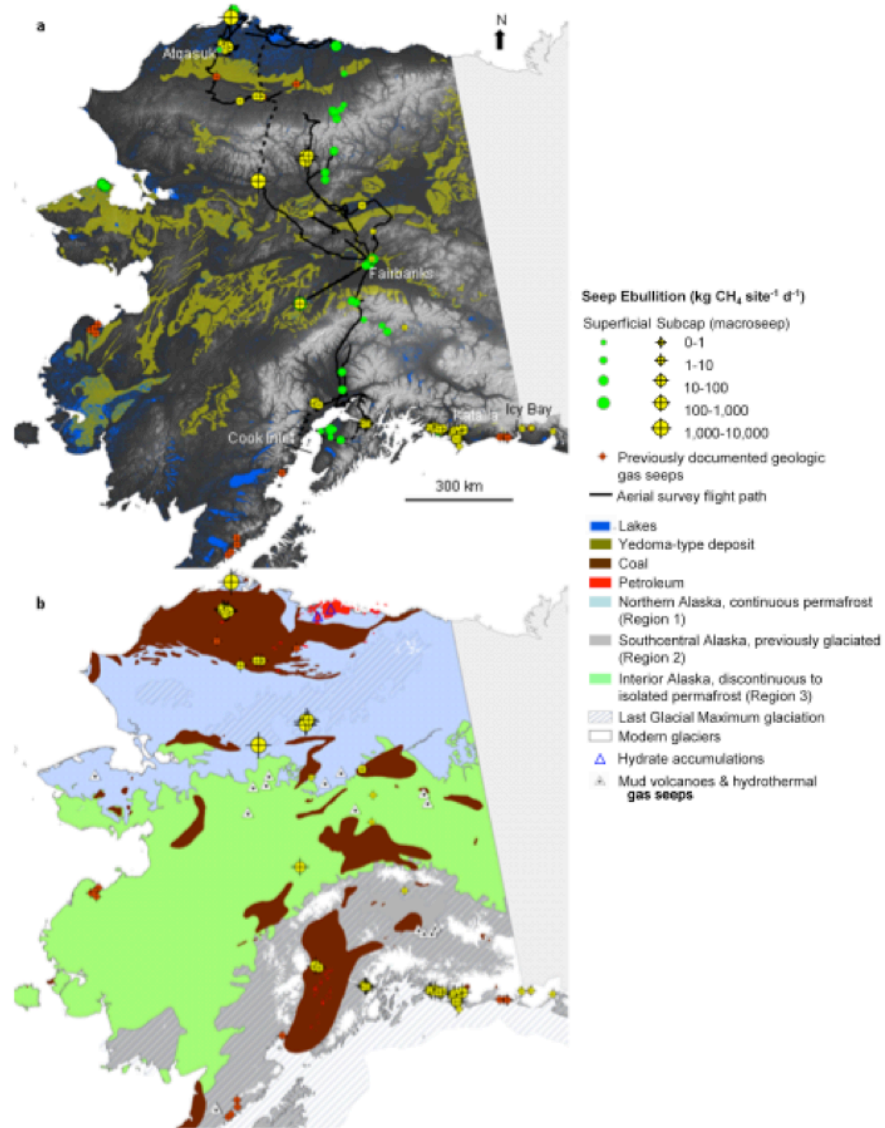 a
N
Atqasuk
Fairbanks
Katalla
Icy Bay
Cook Inlet
300 km
b
Seep Ebullition (kg CH₄ site⁻¹ d⁻¹)
Superficial Subcap (macroseep)
0-1
1-10
10-100
100-1,000
1,000-10,000
Previously documented geologic
gas seeps
Aerial survey flight path
Lakes
Yedoma-type deposit
Coal
Petroleum
Northern Alaska, continuous permafrost
(Region 1)
Southcentral Alaska, previously glaciated
(Region 2)
Interior Alaska, discontinuous to
isolated permafrost (Region 3)
Last Glacial Maximum glaciation
Modern glaciers
Hydrate accumulations
Mud volcanoes & hydrothermal
gas seeps